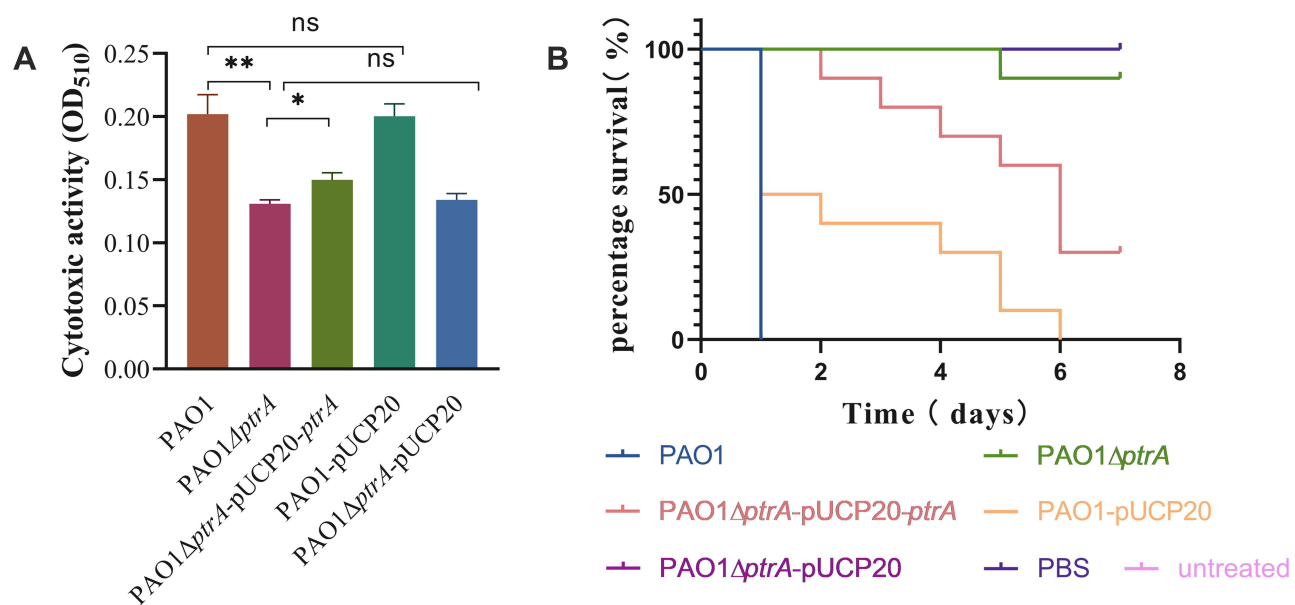 A
ns
**
ns
*
Cytotoxic activity (OD510)
0.25
0.20
0.15
0.10
0.05
0.00
PAO1
PAO1ΔptrA
PAO1ΔptrA-pUCP20-ptrA
PAO1-pUCP20
PAO1ΔptrA-pUCP20
B
percentage survival( %)
100
50
0
0 2 4 6 8
Time ( days)
PAO1 PAO1ΔptrA
PAO1ΔptrA-pUCP20-ptrA PAO1-pUCP20
PAO1ΔptrA-pUCP20 PBS untreated